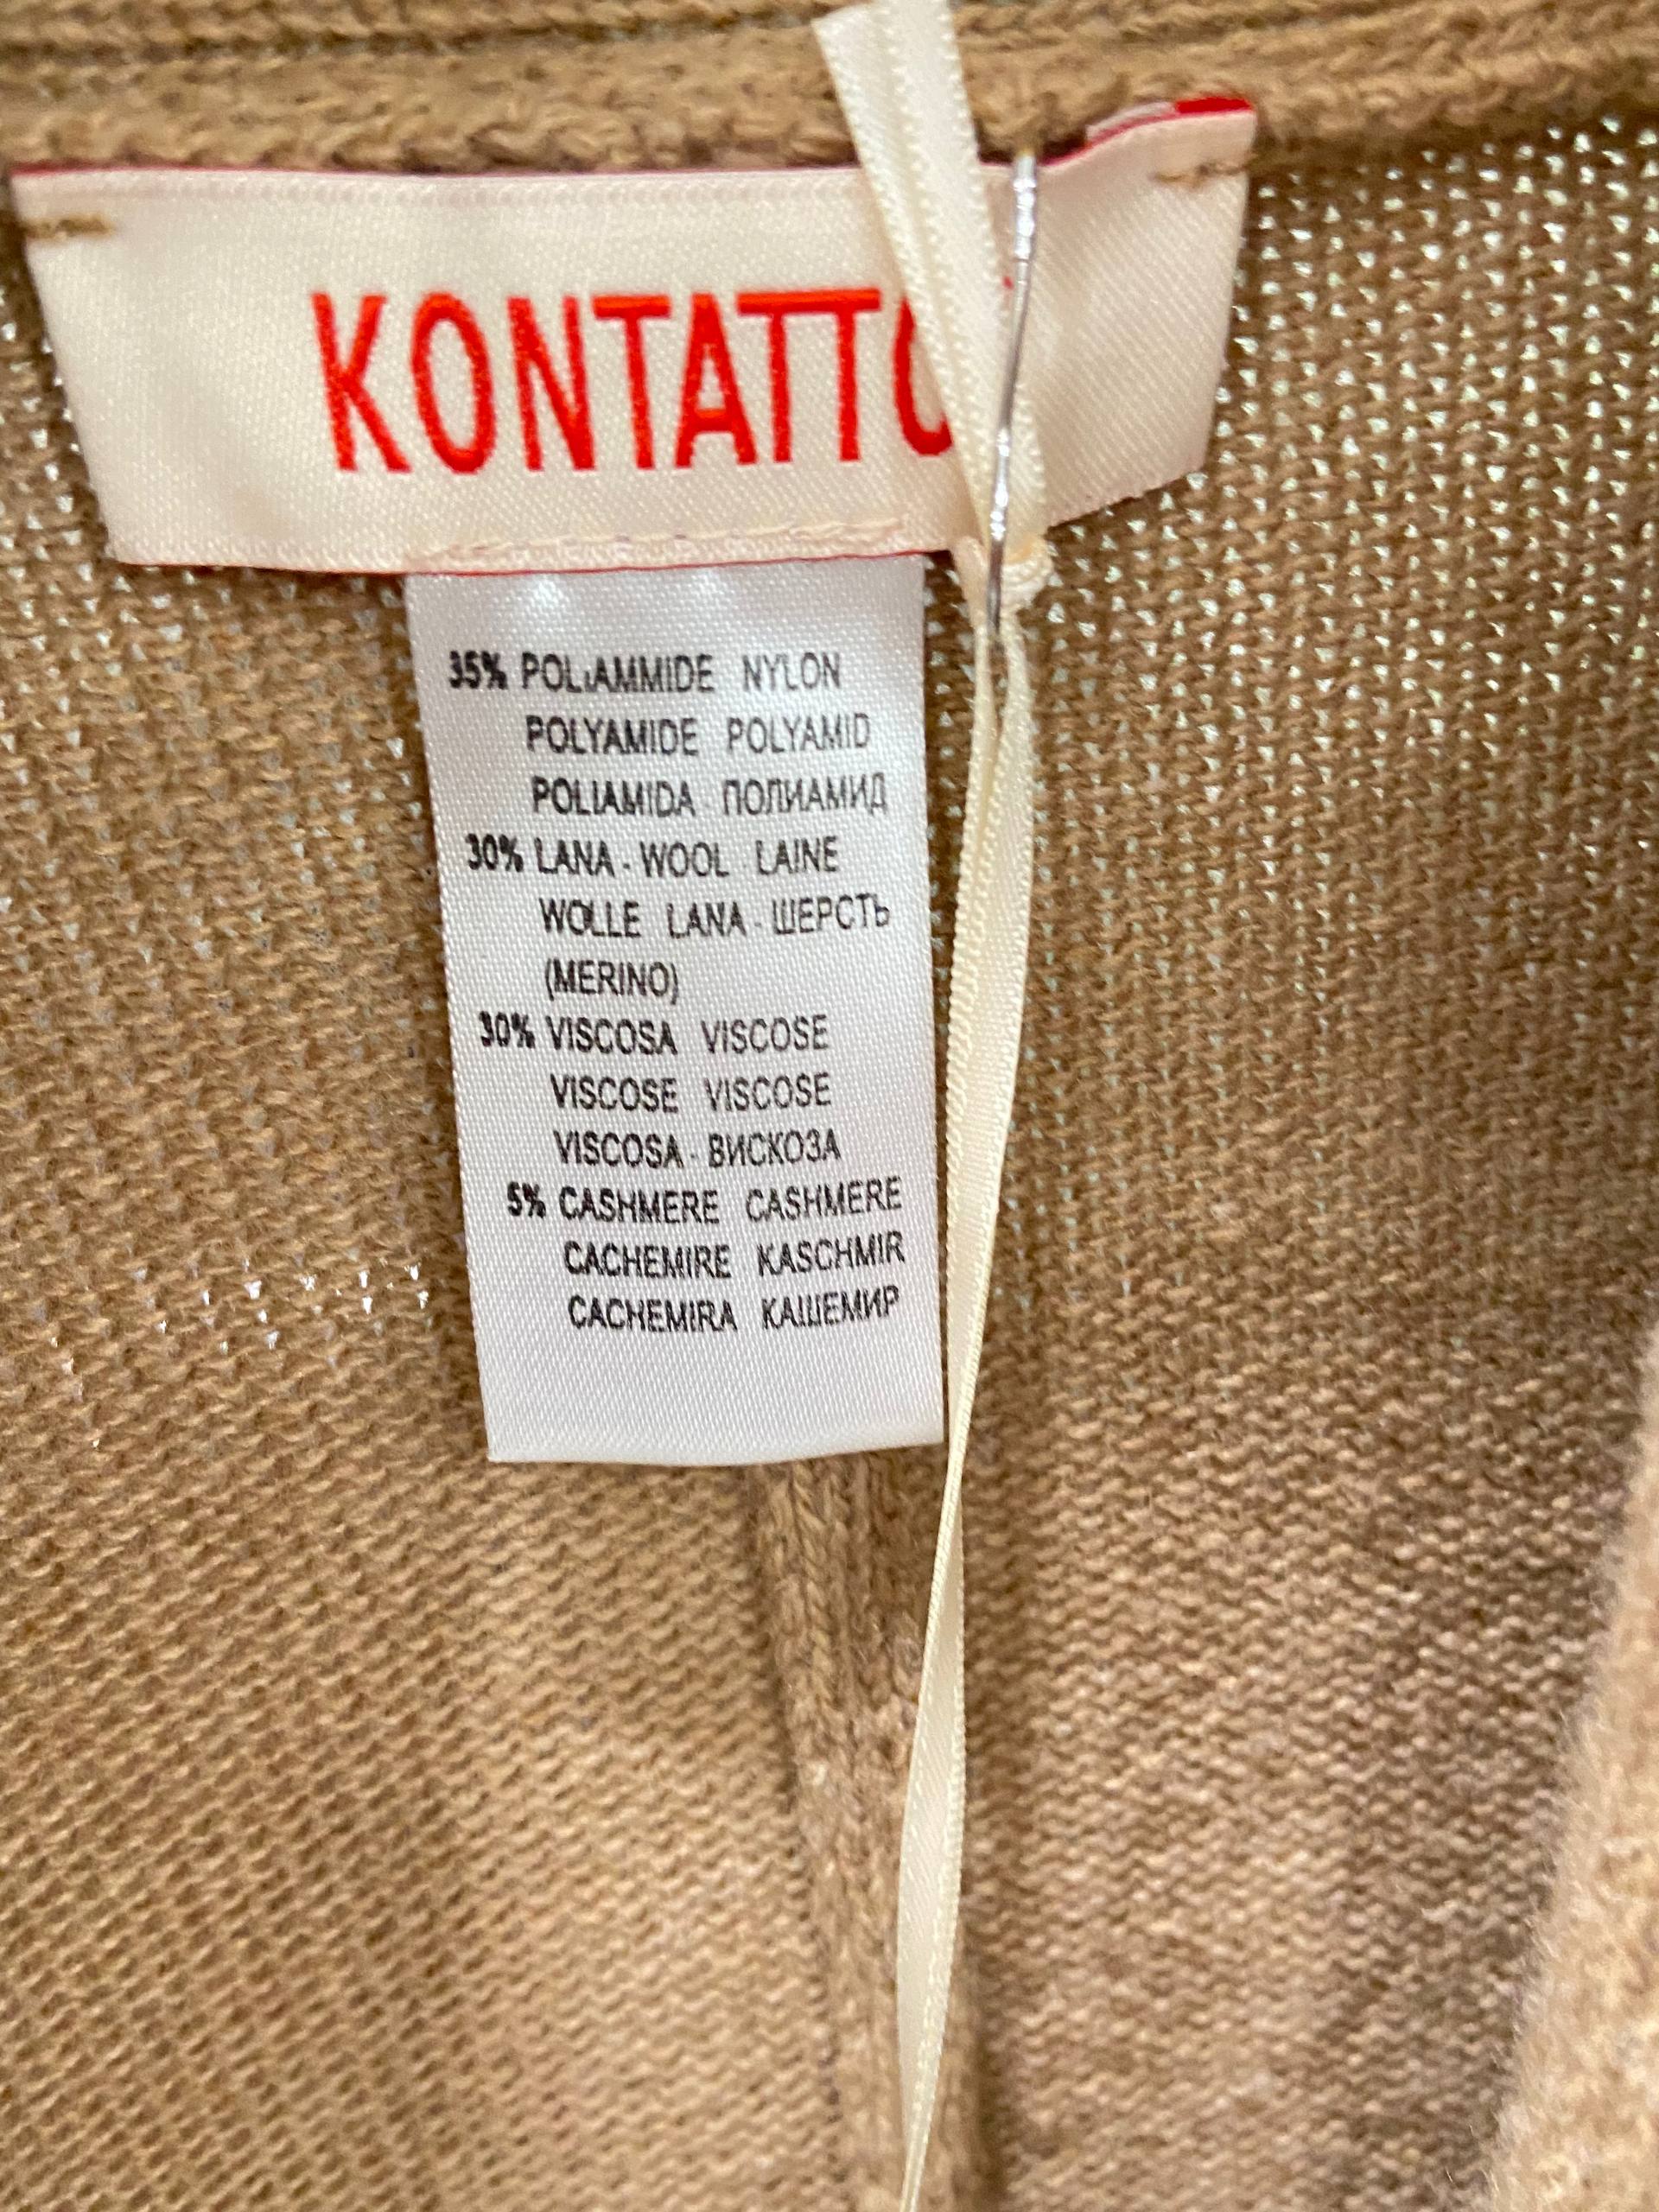 KONTATTO
35% POLIAMMIDE NYLON
POLYAMIDE POLYAMID
POLIAMIDA ПОЛИАМИД
30% LANA - WOOL LAINE
WOLLE LANA - ШЕРСТЬ
(MERINO)
30% VISCOSA VISCOSE
VISCOSE VISCOSE
VISCOSA - ВИСКОЗА
5% CASHMERE CASHMERE
CACHEMIRE KASCHMIR
CACHEMIRA КАШЕМИР